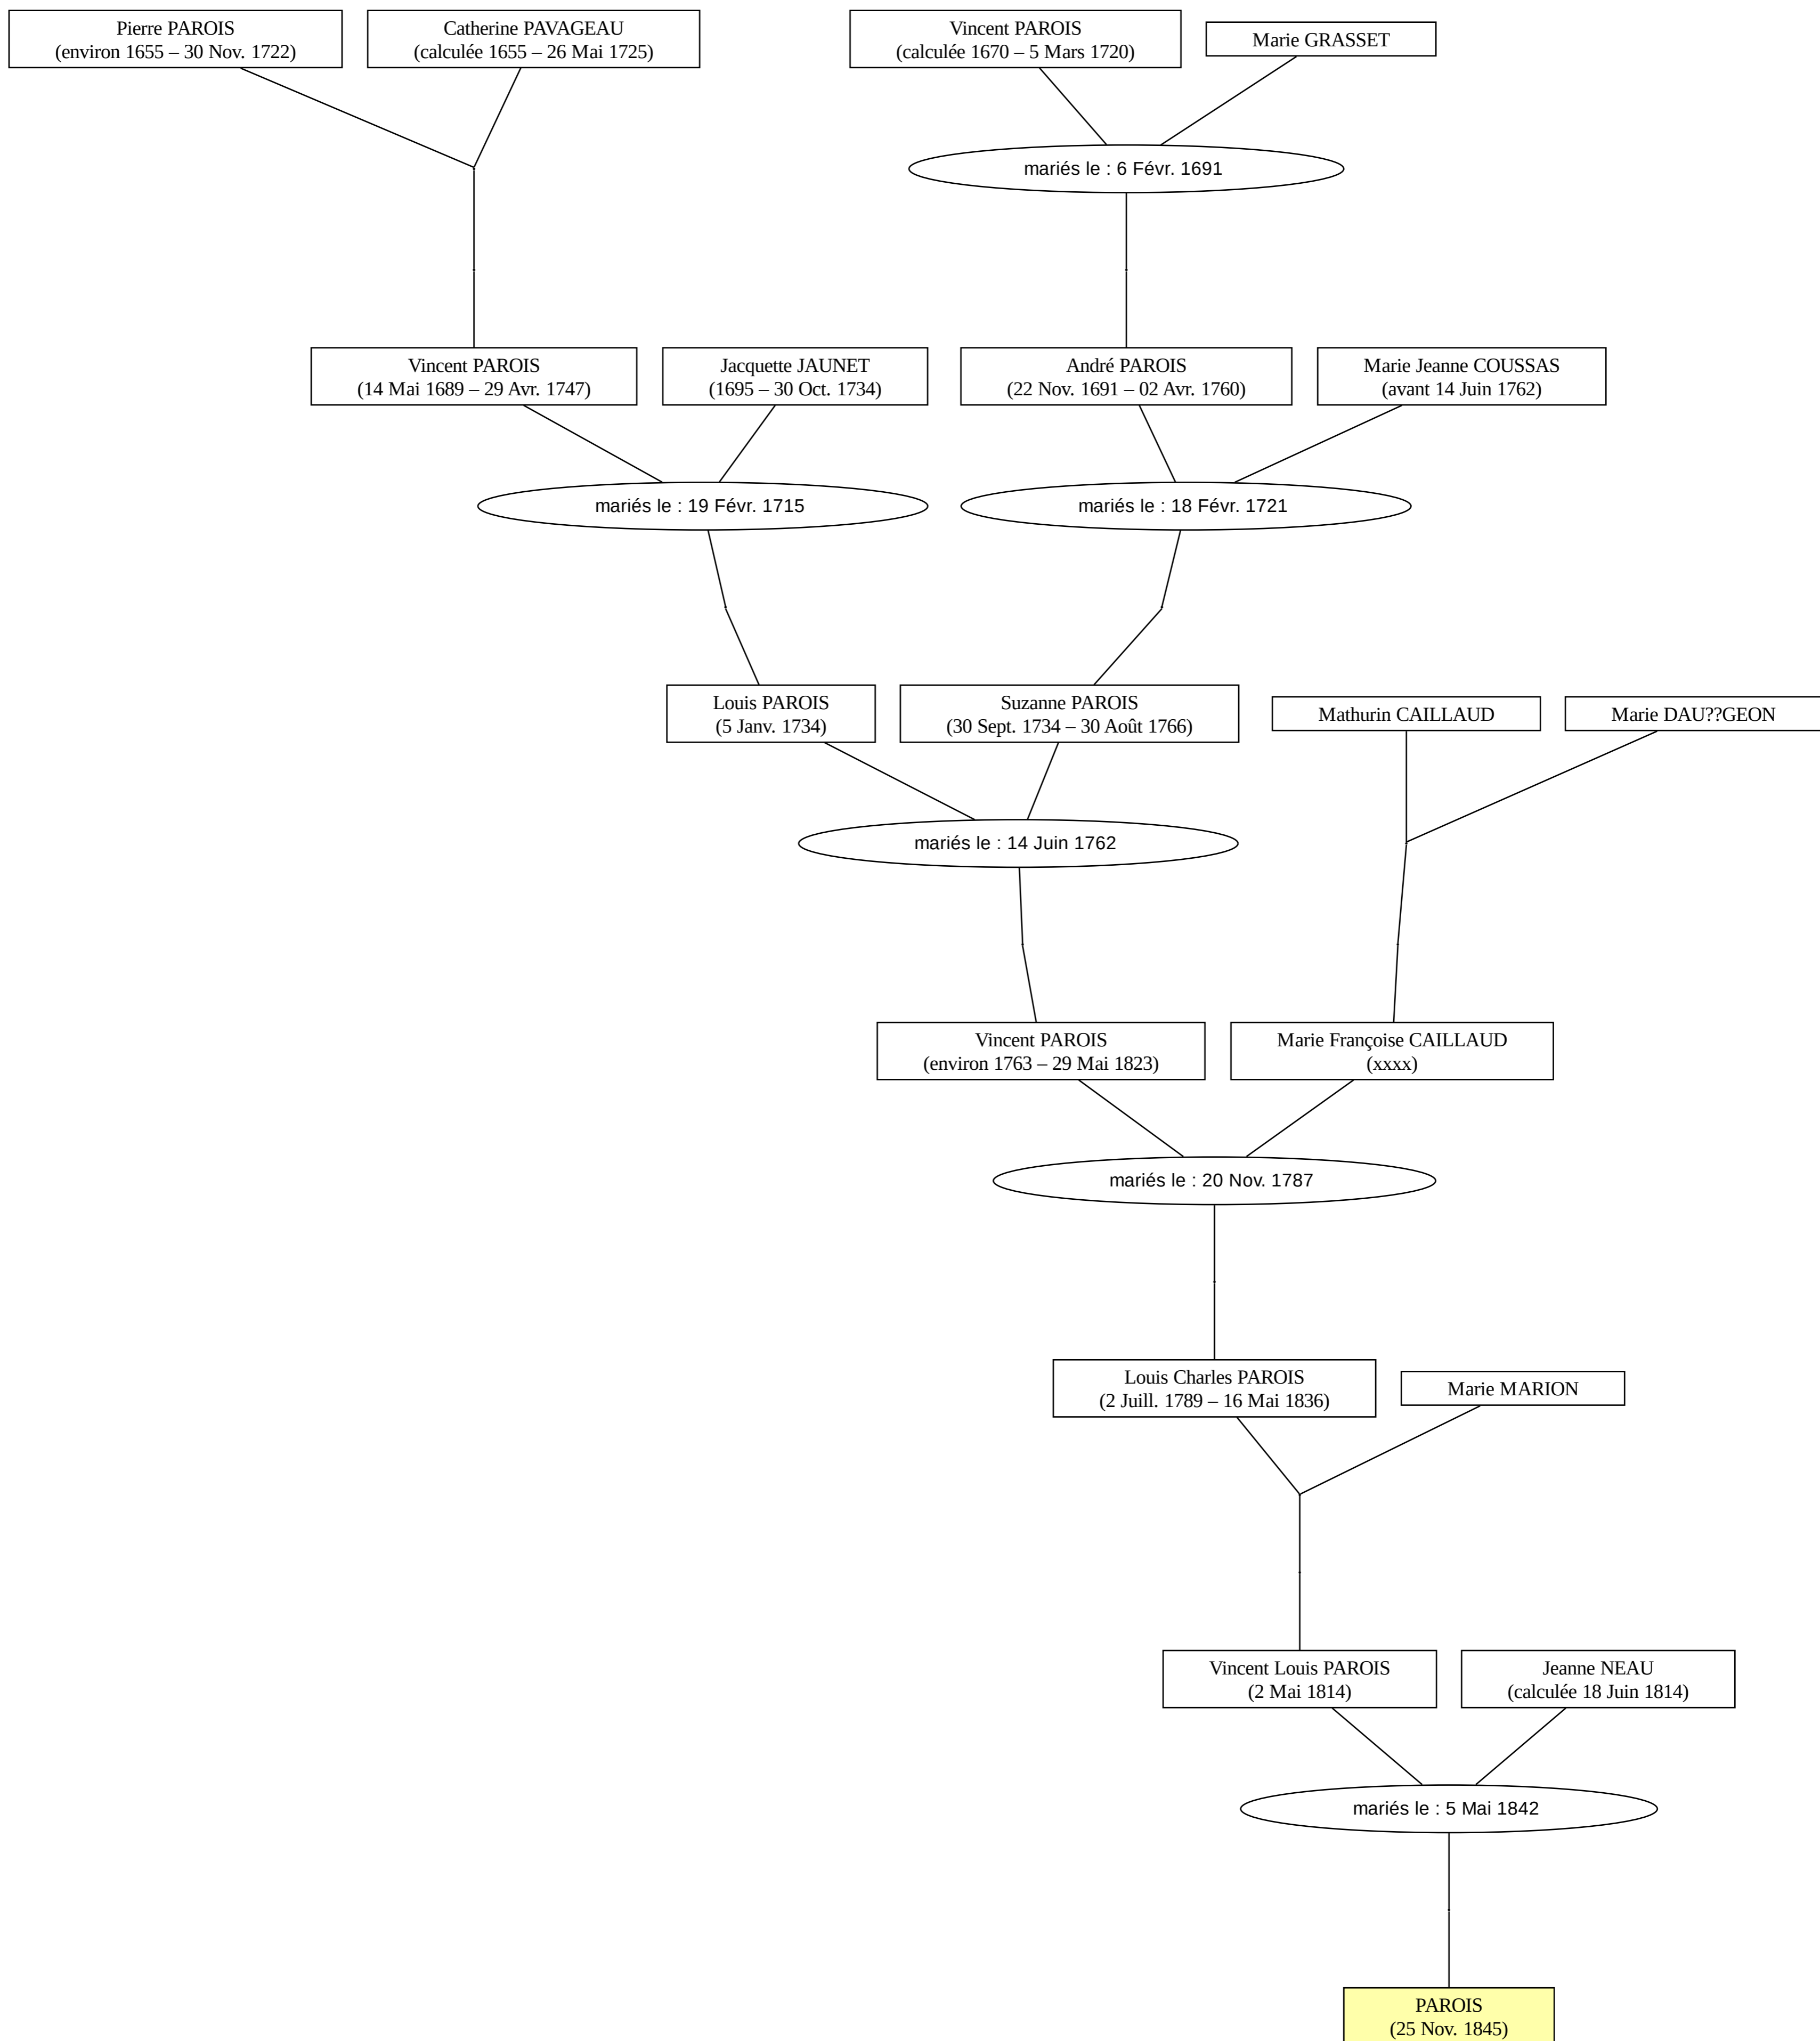 Pierre PAROIS
(environ 1655 – 30 Nov. 1722)
Catherine PAVAGEAU
(calculée 1655 – 26 Mai 1725)
Vincent PAROIS
(calculée 1670 – 5 Mars 1720)
Marie GRASSET
mariés le : 6 Févr. 1691
Vincent PAROIS
(14 Mai 1689 – 29 Avr. 1747)
Jacquette JAUNET
(1695 – 30 Oct. 1734)
André PAROIS
(22 Nov. 1691 – 02 Avr. 1760)
Marie Jeanne COUSSAS
(avant 14 Juin 1762)
mariés le : 19 Févr. 1715
mariés le : 18 Févr. 1721
Louis PAROIS
(5 Janv. 1734)
Suzanne PAROIS
(30 Sept. 1734 – 30 Août 1766)
Mathurin CAILLAUD
Marie DAU??GEON
mariés le : 14 Juin 1762
Vincent PAROIS
(environ 1763 – 29 Mai 1823)
Marie Françoise CAILLAUD
(xxxx)
mariés le : 20 Nov. 1787
Louis Charles PAROIS
(2 Juill. 1789 – 16 Mai 1836)
Marie MARION
Vincent Louis PAROIS
(2 Mai 1814)
Jeanne NEAU
(calculée 18 Juin 1814)
mariés le : 5 Mai 1842
PAROIS
(25 Nov. 1845)